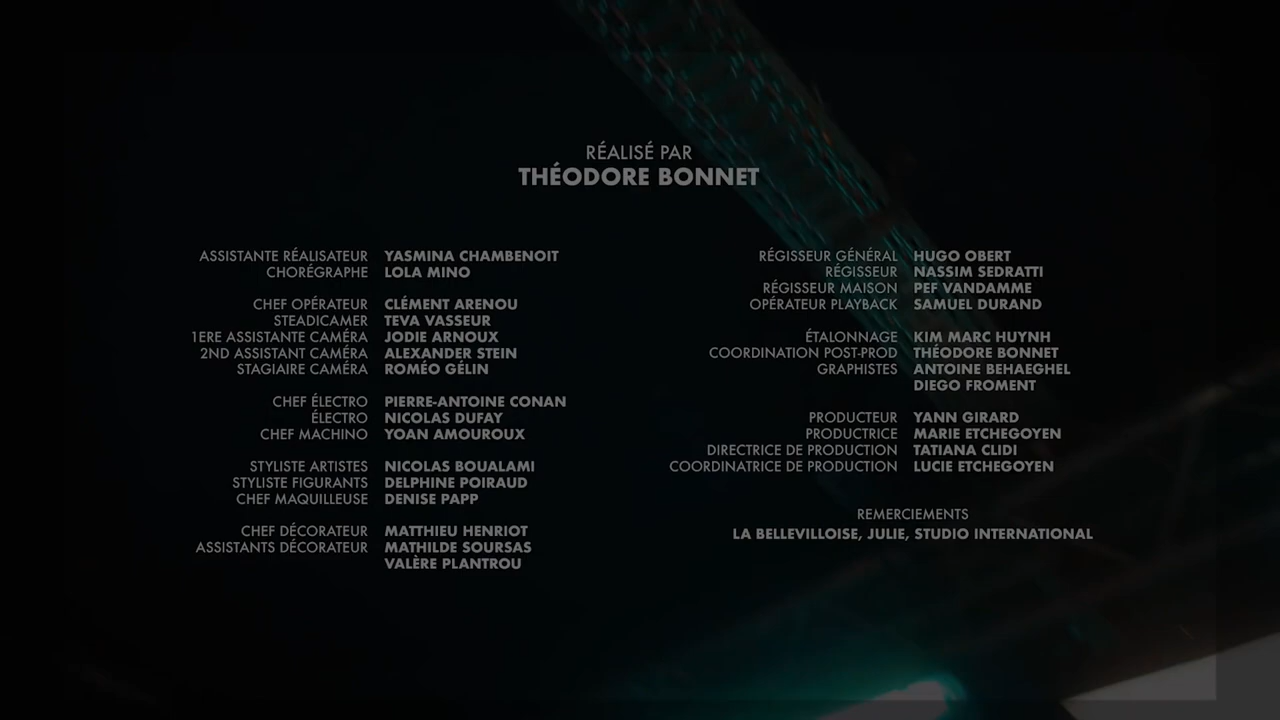 RÉALISÉ PAR
THÉODORE BONNET
ASSISTANTE RÉALISATEUR YASMINA CHAMBENOIT
CHORÉGRAPHE LOLA MINO
CHEF OPÉRATEUR CLÉMENT ARENOU
STEADICAMER TEVA VASSEUR
1ERE ASSISTANTE CAMÉRA JODIE ARNOUX
2ND ASSISTANT CAMÉRA ALEXANDER STEIN
STAGIAIRE CAMÉRA ROMÉO GÉLIN
CHEF ÉLECTRO PIERRE-ANTOINE CONAN
ÉLECTRO NICOLAS DUFAY
CHEF MACHINO YOAN AMOUROUX
STYLISTE ARTISTES NICOLAS BOUALAMI
STYLISTE FIGURANTS DELPHINE POIRAUD
CHEF MAQUILLEUSE DENISE PAPP
CHEF DÉCORATEUR MATTHIEU HENRIOT
ASSISTANTS DÉCORATEUR MATHILDE SOURSAS
VALÈRE PLANTROU
RÉGISSEUR GÉNÉRAL HUGO OBERT
RÉGISSEUR NASSIM SEDRATTI
RÉGISSEUR MAISON PEF VANDAMME
OPÉRATEUR PLAYBACK SAMUEL DURAND
ÉTALONNAGE KIM MARC HUYNH
COORDINATION POST-PROD THÉODORE BONNET
GRAPHISTES ANTOINE BEHAEGHEL
DIEGO FROMENT
PRODUCTEUR YANN GIRARD
PRODUCTRICE MARIE ETCHEGOYEN
DIRECTRICE DE PRODUCTION TATIANA CLIDI
COORDINATRICE DE PRODUCTION LUCIE ETCHEGOYEN
REMERCIEMENTS
LA BELLEVILLOISE, JULIE, STUDIO INTERNATIONAL